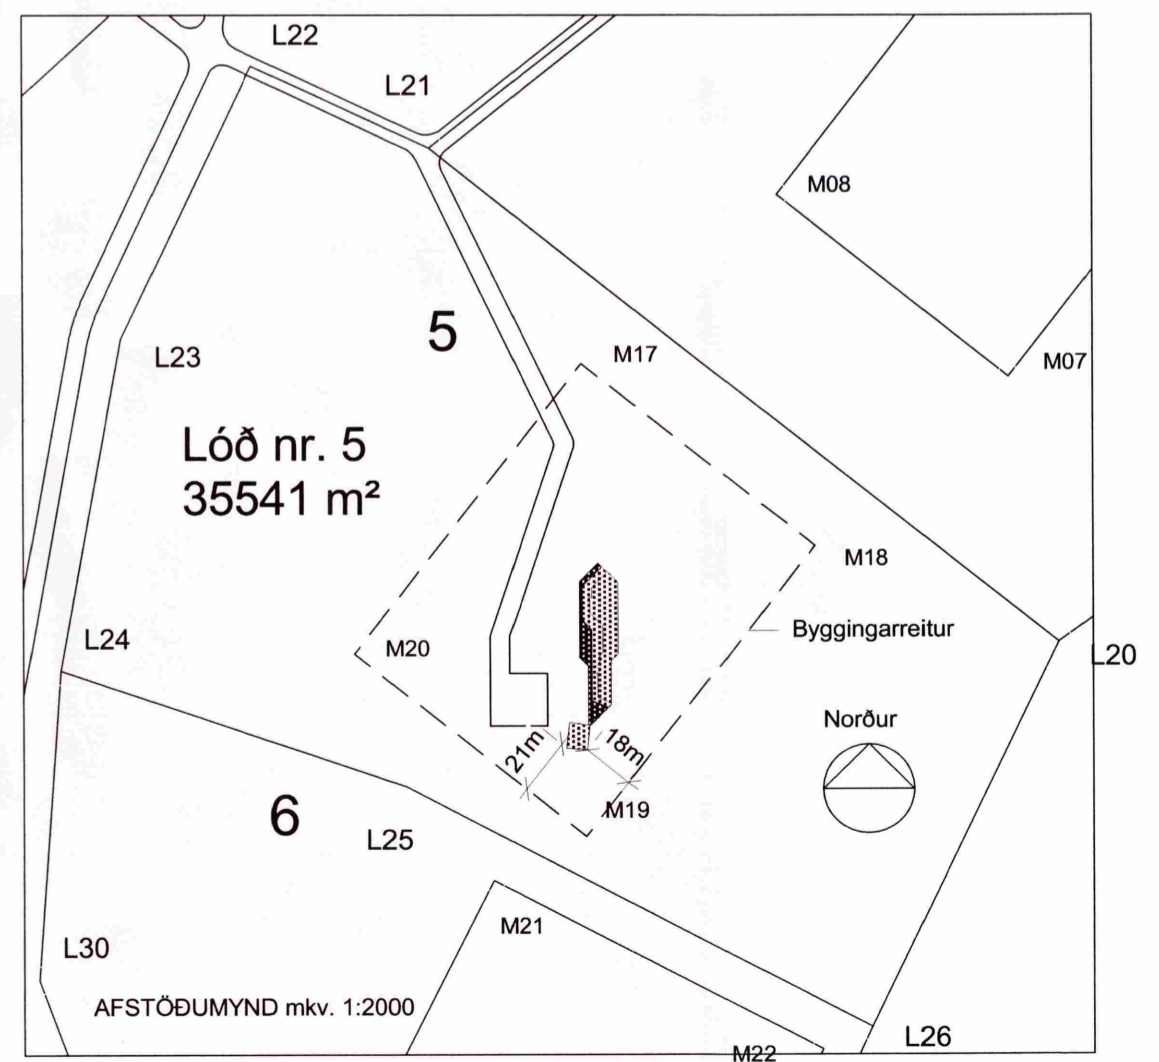 L22
L21
M08
5
M17
L23
M07
Lóð nr. 5
35541 m²
M18
Byggingarreitur
L24
M20
L20
Norður
21m
18m
M19
6
L25
M21
L30
AFSTÖÐUMYND mkv. 1:2000
L26
M22